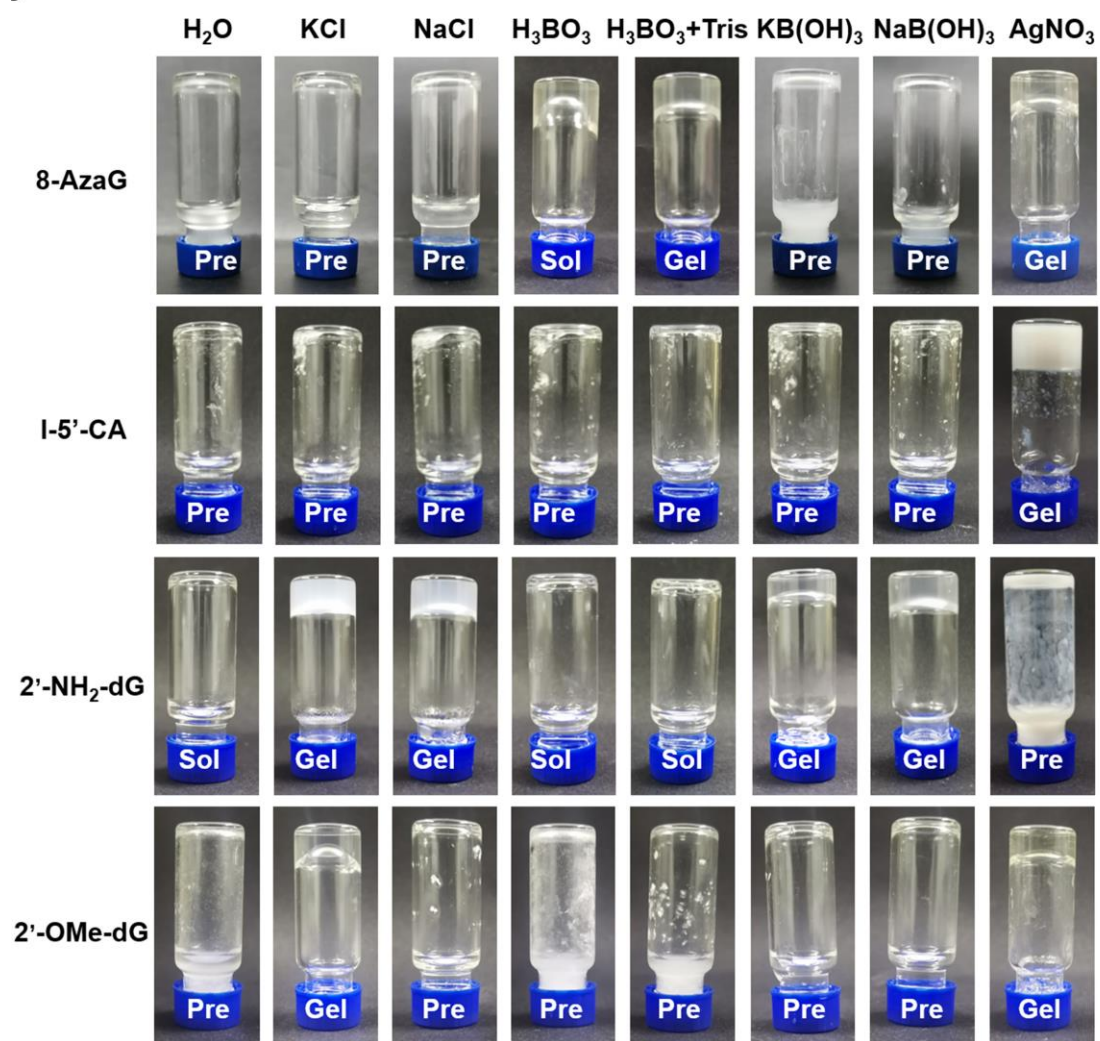 H₂O KCl NaCl H₃BO₃ H₃BO₃+Tris KB(OH)₃ NaB(OH)₃ AgNO₃
8-AzaG
Pre Pre Pre Sol Gel Pre Pre Gel
I-5’-CA
Pre Pre Pre Pre Pre Pre Pre Gel
2’-NH₂-dG
Sol Gel Gel Sol Sol Gel Gel Pre
2’-OMe-dG
Pre Gel Pre Pre Pre Pre Pre Gel